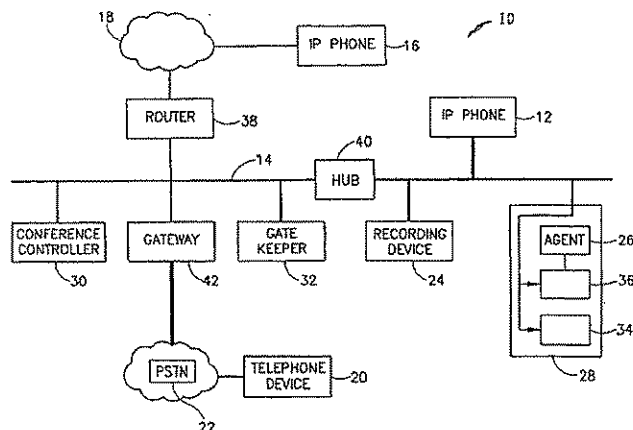 18
IP PHONE
16
10
ROUTER
38
IP PHONE
12
40
14
HUB
CONFERENCE
CONTROLLER
30
GATEWAY
42
GATE
KEEPER
32
RECORDING
DEVICE
24
AGENT
26
36
34
28
PSTN
22
TELEPHONE
DEVICE
20